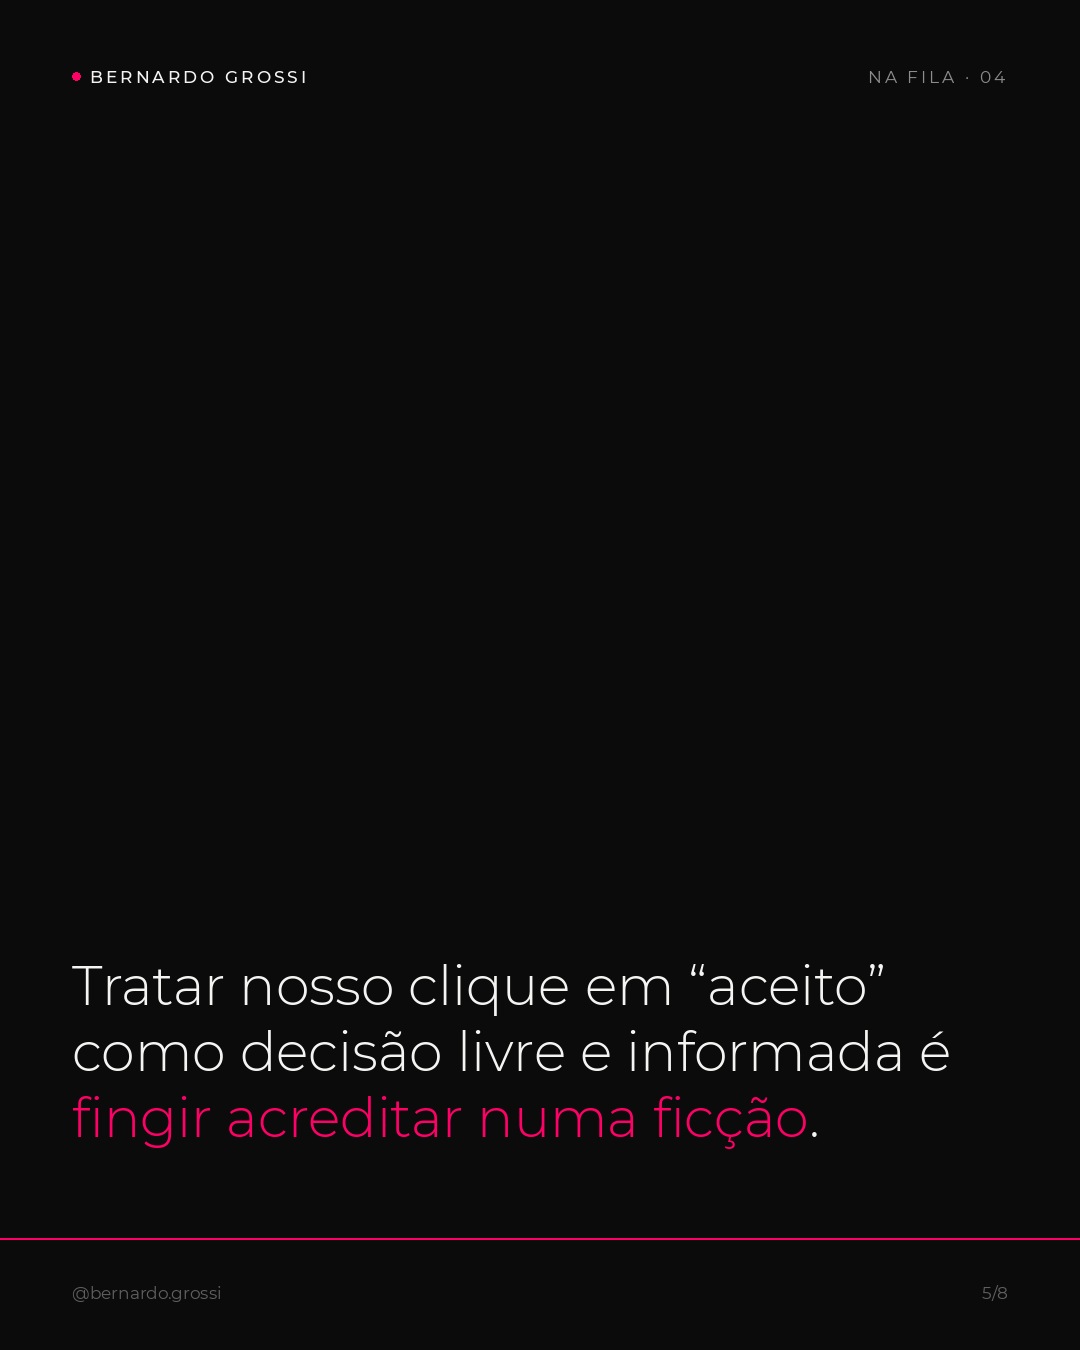 BERNARDO GROSSI
NA FILA · 04
Tratar nosso clique em “aceito”
como decisão livre e informada é
fingir acreditar numa ficção.
@bernardo.grossi
5/8